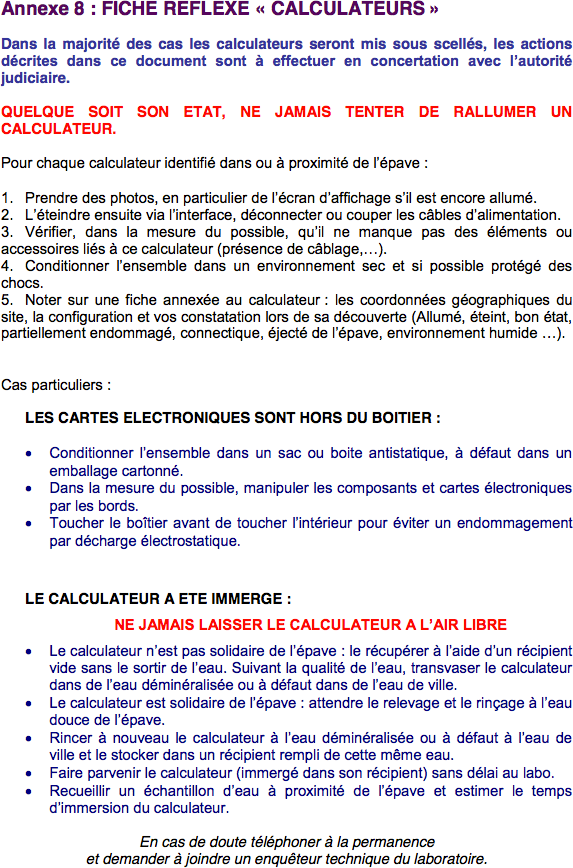 Annexe 8 : FICHE REFLEXE « CALCULATEURS »
Dans la majorité des cas les calculateurs seront mis sous scellés, les actions
décrites dans ce document sont à effectuer en concertation avec l'autorité
judiciaire.
QUELQUE SOIT SON ETAT, NE JAMAIS TENTER DE RALLUMER UN
CALCULATEUR.
Pour chaque calculateur identifié dans ou à proximité de l'épave :
1. Prendre des photos, en particulier de l'écran d'affichage s'il est encore allumé.
2. L'éteindre ensuite via l'interface, déconnecter ou couper les câbles d'alimentation.
3. Vérifier, dans la mesure du possible, qu'il ne manque pas des éléments ou
accessoires liés à ce calculateur (présence de câblage,…).
4. Conditionner l'ensemble dans un environnement sec et si possible protégé des
chocs.
5. Noter sur une fiche annexée au calculateur : les coordonnées géographiques du
site, la configuration et vos constatation lors de sa découverte (Allumé, éteint, bon état,
partiellement endommagé, connectique, éjecté de l'épave, environnement humide …).
Cas particuliers :
LES CARTES ELECTRONIQUES SONT HORS DU BOITIER :
• Conditionner l'ensemble dans un sac ou boite antistatique, à défaut dans un
emballage cartonné.
• Dans la mesure du possible, manipuler les composants et cartes électroniques
par les bords.
• Toucher le boîtier avant de toucher l'intérieur pour éviter un endommagement
par décharge électrostatique.
LE CALCULATEUR A ETE IMMERGE :
NE JAMAIS LAISSER LE CALCULATEUR A L'AIR LIBRE
• Le calculateur n'est pas solidaire de l'épave : le récupérer à l'aide d'un récipient
vide sans le sortir de l'eau. Suivant la qualité de l'eau, transvaser le calculateur
dans de l'eau déminéralisée ou à défaut dans de l'eau de ville.
• Le calculateur est solidaire de l'épave : attendre le relevage et le rinçage à l'eau
douce de l'épave.
• Rincer à nouveau le calculateur à l'eau déminéralisée ou à défaut à l'eau de
ville et le stocker dans un récipient rempli de cette même eau.
• Faire parvenir le calculateur (immergé dans son récipient) sans délai au labo.
• Recueillir un échantillon d'eau à proximité de l'épave et estimer le temps
d'immersion du calculateur.
En cas de doute téléphoner à la permanence
et demander à joindre un enquêteur technique du laboratoire.